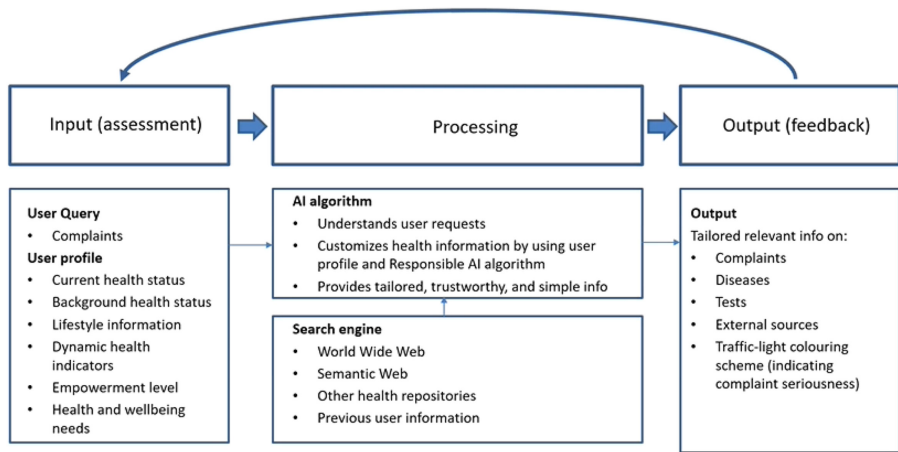 Input (assessment)
Processing
Output (feedback)
User Query
• Complaints
User profile
• Current health status
• Background health status
• Lifestyle information
• Dynamic health
indicators
• Empowerment level
• Health and wellbeing
needs
AI algorithm
• Understands user requests
• Customizes health information by using user
profile and Responsible AI algorithm
• Provides tailored, trustworthy, and simple info
Search engine
• World Wide Web
• Semantic Web
• Other health repositories
• Previous user information
Output
Tailored relevant info on:
• Complaints
• Diseases
• Tests
• External sources
• Traffic-light colouring
scheme (indicating
complaint seriousness)